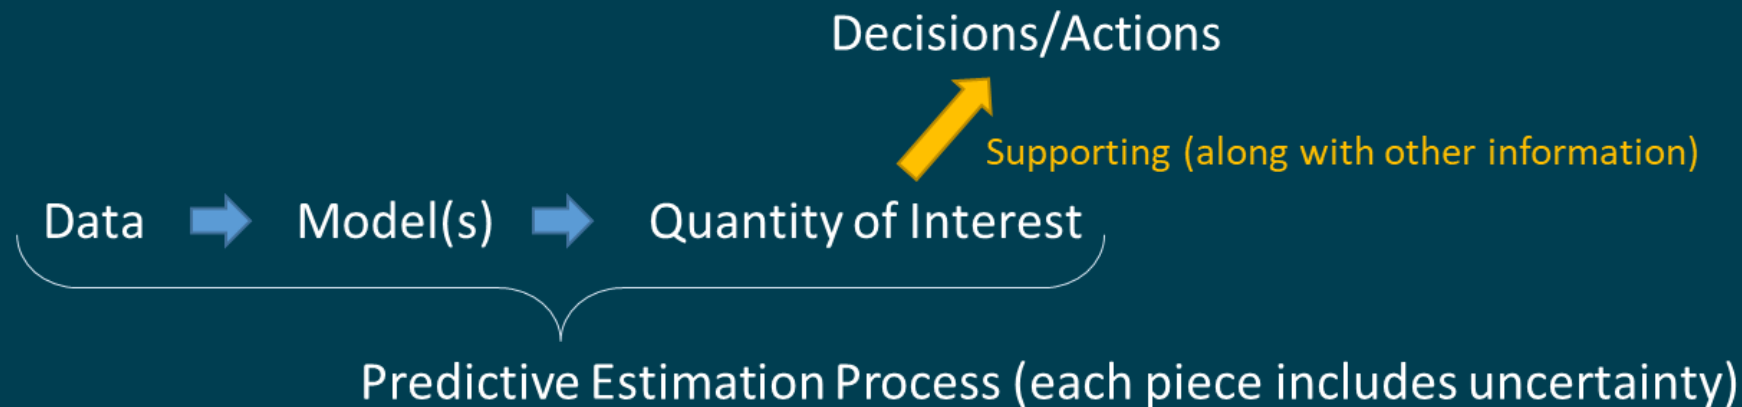 Decisions/Actions
Supporting (along with other information)
Data
Model(s)
Quantity of Interest
Predictive Estimation Process (each piece includes uncertainty)